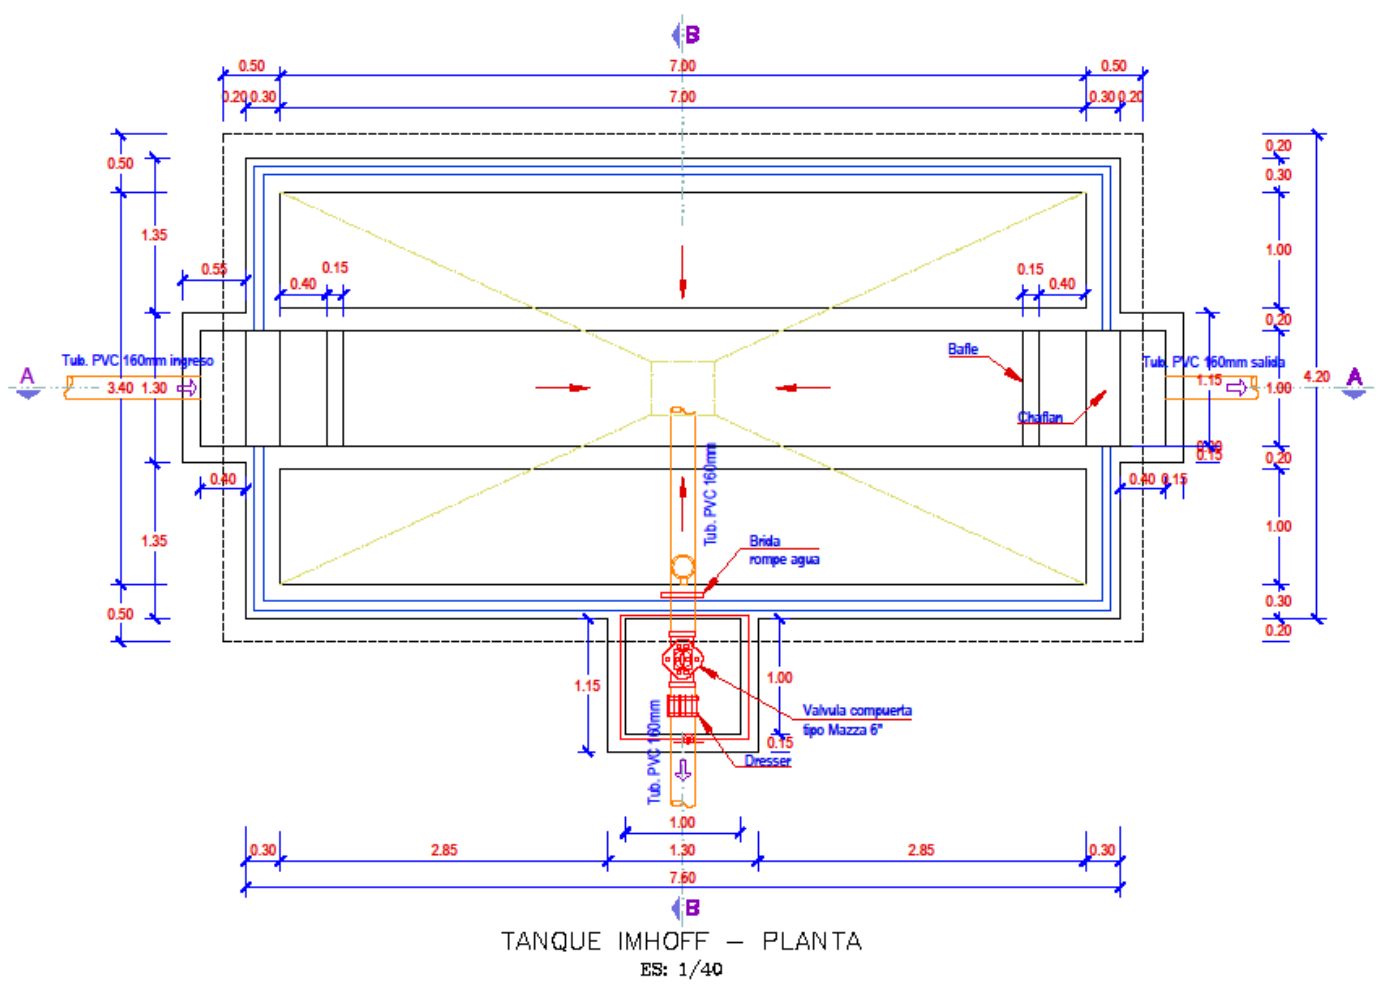 B
0.50 7.00 0.50
0.20 0.30 7.00 0.30 0.20
0.50
0.20
0.30
1.35
1.00
0.55
0.15
0.40
0.15
0.40
0.20
Bafle
Tub. PVC 160mm ingreso
Tub. PVC 160mm salida
A
3.40
1.30
1.15
1.00
4.20
A
Chaflan
0.15
0.20
0.40
0.40
0.15
Tub. PVC 160mm
1.35
1.00
Brida
rompe agua
0.50
0.30
0.20
1.15
1.00
Valvula compuerta
tipo Mazza 6"
Tub. PVC 160mm
0.15
Dresser
1.00
0.30 2.85 1.30 2.85 0.30
7.60
B
TANQUE IMHOFF – PLANTA
ES: 1/40